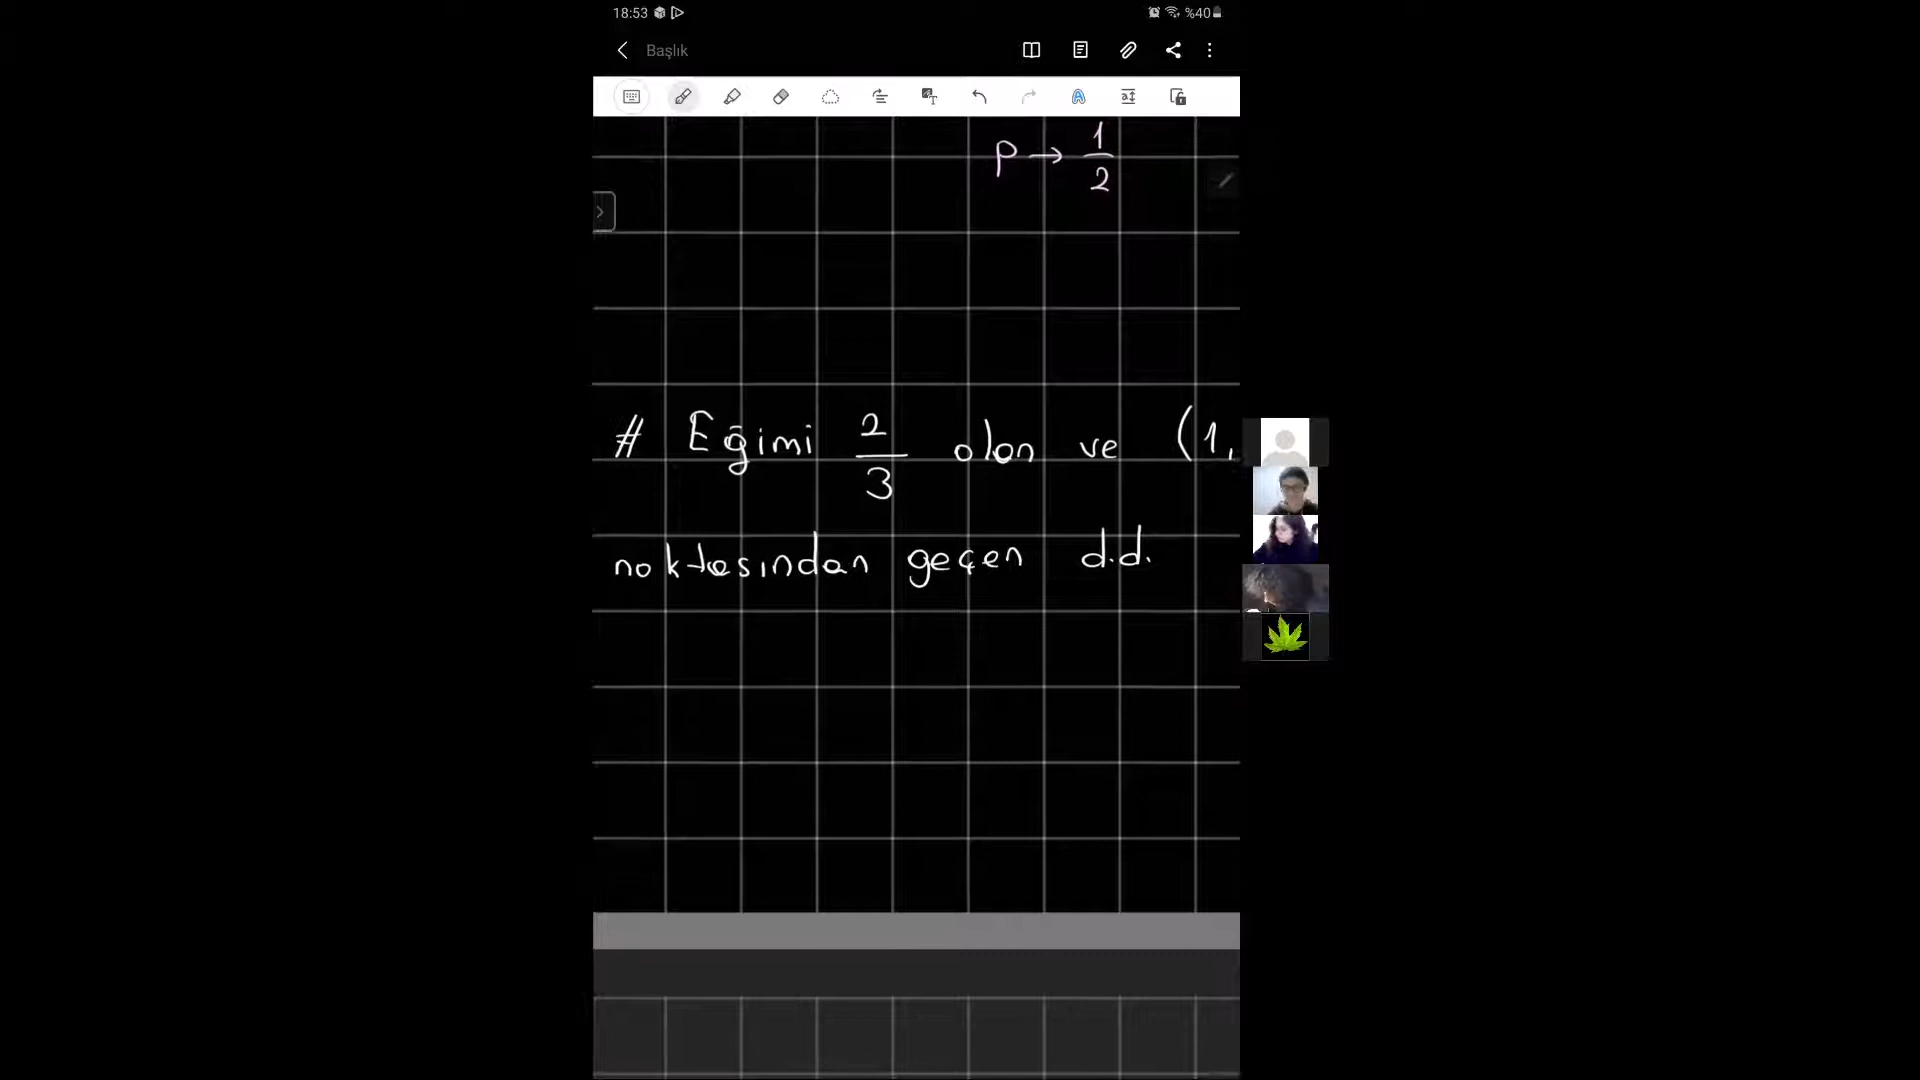 18:53 %40
Başlık
P → 1/2
# Eğimi 2/3 olan ve (1,
noktasından geçen d.d.